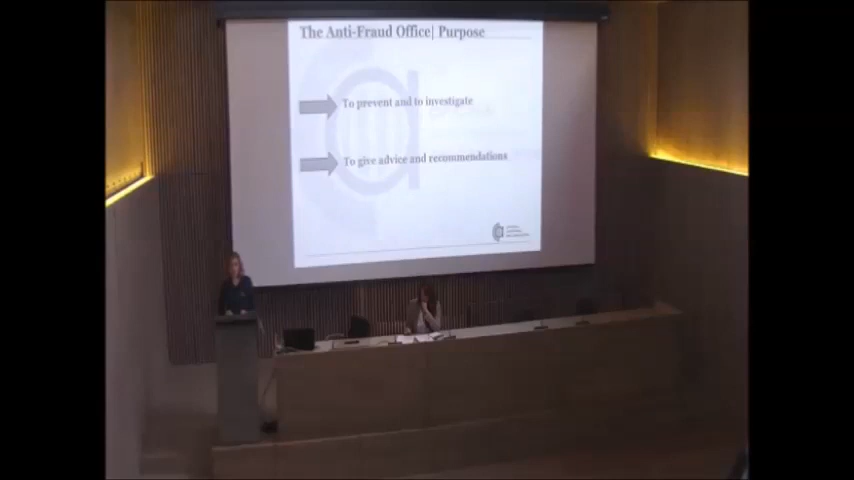 The Anti-Fraud Office| Purpose
To prevent and to investigate
To give advice and recommendations